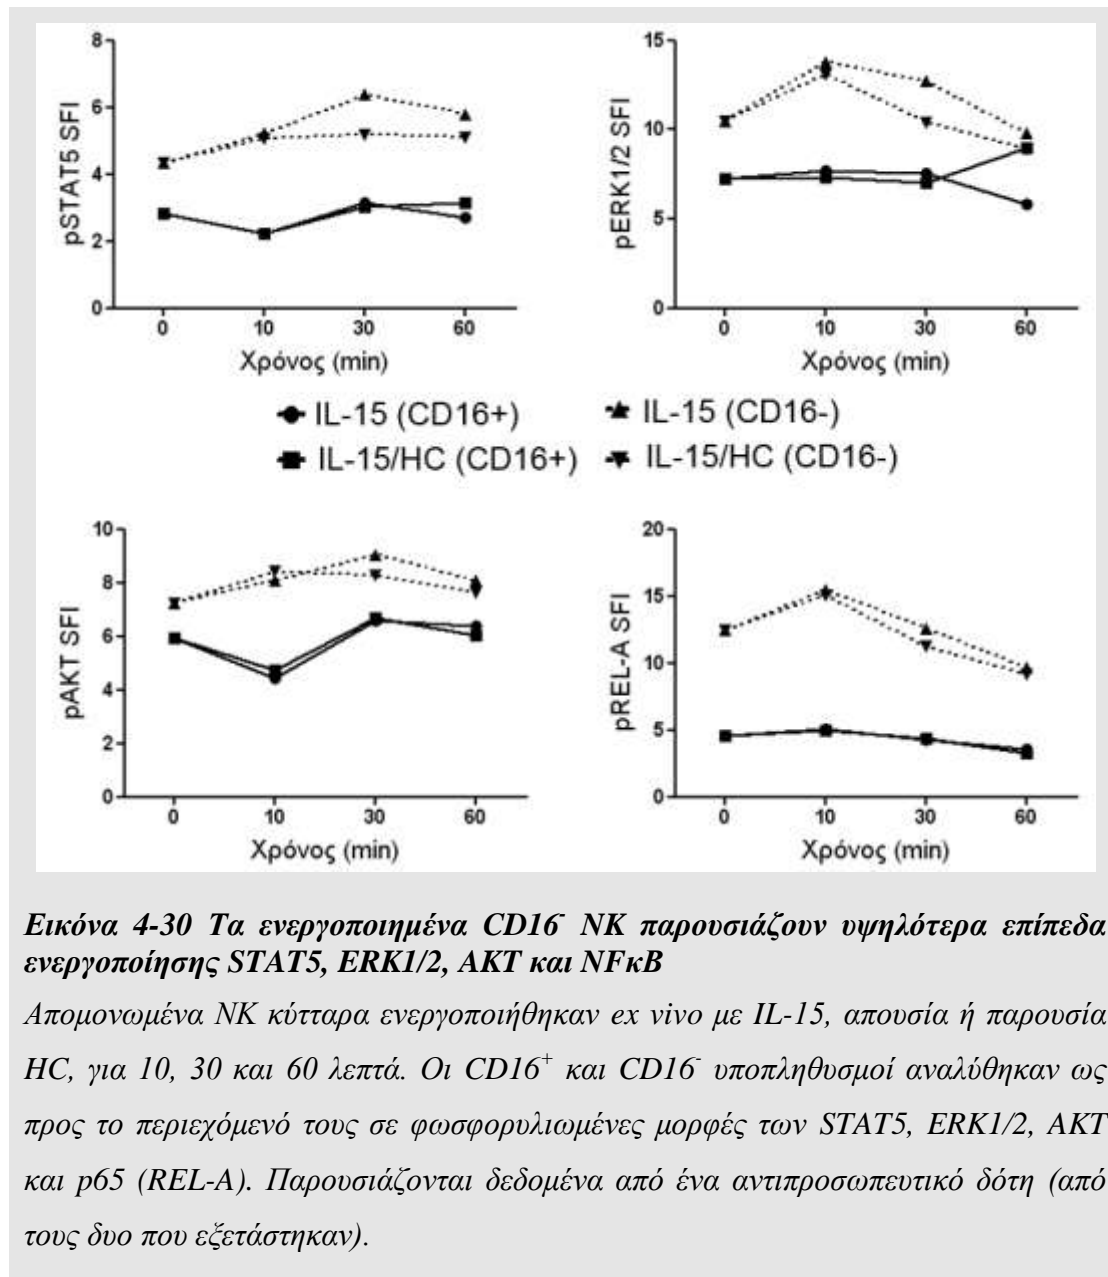 8
6
4
2
0
pSTAT5 SFI
0 10 30 60
Χρόνος (min)
15
10
5
0
pERK1/2 SFI
0 10 30 60
Χρόνος (min)
IL-15 (CD16+)
IL-15 (CD16-)
IL-15/HC (CD16+)
IL-15/HC (CD16-)
10
8
6
4
2
0
pAKT SFI
0 10 30 60
Χρόνος (min)
20
15
10
5
0
pREL-A SFI
0 10 30 60
Χρόνος (min)
Εικόνα 4-30 Τα ενεργοποιημένα CD16⁻ NK παρουσιάζουν υψηλότερα επίπεδα
ενεργοποίησης STAT5, ERK1/2, AKT και NFκB
Απομονωμένα NK κύτταρα ενεργοποιήθηκαν ex vivo με IL-15, απουσία ή παρουσία
HC, για 10, 30 και 60 λεπτά. Οι CD16⁺ και CD16⁻ υποπληθυσμοί αναλύθηκαν ως
προς το περιεχόμενό τους σε φωσφορυλιωμένες μορφές των STAT5, ERK1/2, AKT
και p65 (REL-A). Παρουσιάζονται δεδομένα από ένα αντιπροσωπευτικό δότη (από
τους δυο που εξετάστηκαν).